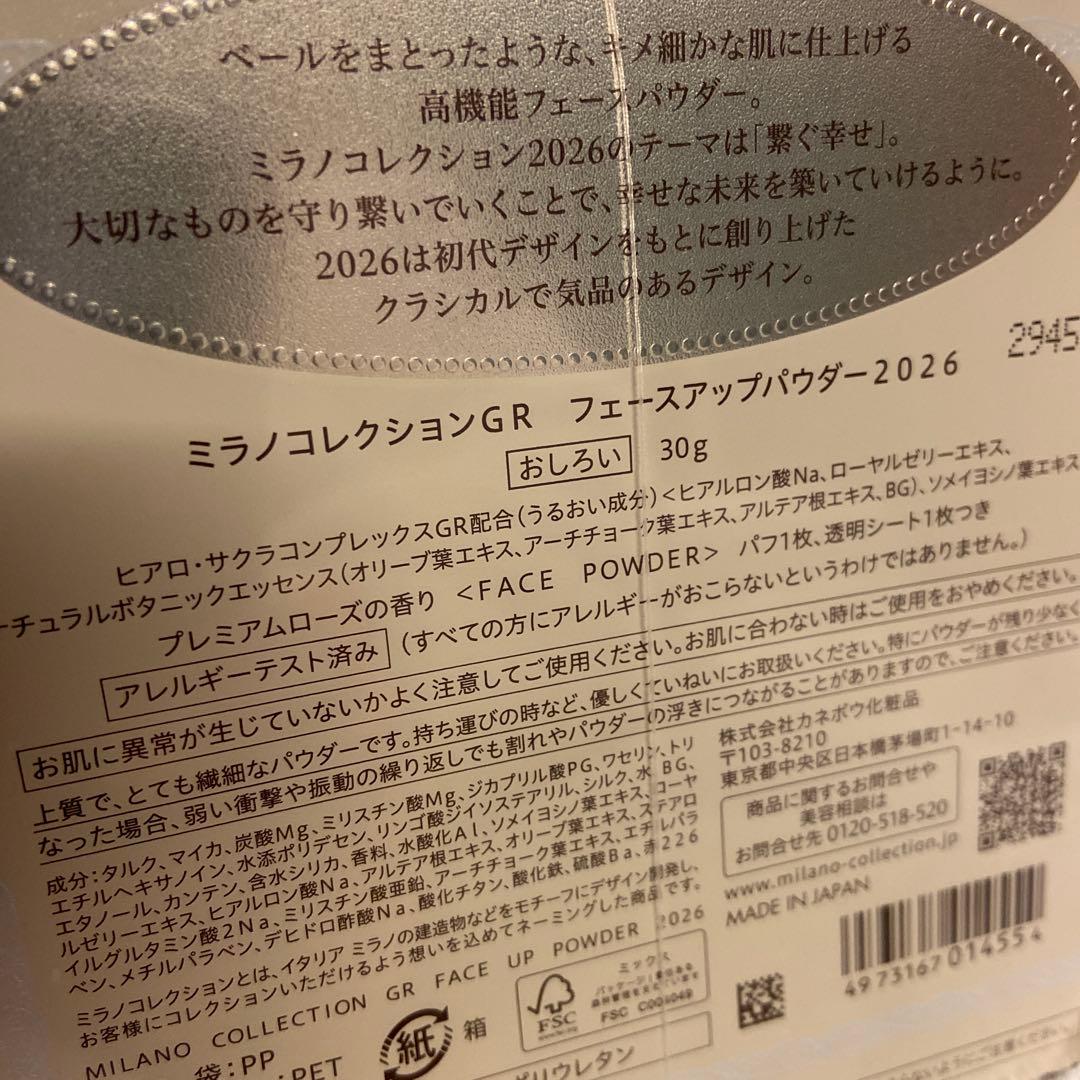 ベールをまとったような、キメ細かな肌に仕上げる
高機能フェースパウダー。
ミラノコレクション2026のテーマは「繋ぐ幸せ」。
大切なものを守り繋いでいくことで、幸せな未来を築いていけるように。
2026は初代デザインをもとに創り上げた
クラシカルで気品のあるデザイン。
2945
ミラノコレクションGR フェースアップパウダー2026
おしろい 30g
ヒアロ・サクラコンプレックスGR配合(うるおい成分)<ヒアルロン酸Na、ローヤルゼリーエキス、
ーチュラルボタニックエッセンス(オリーブ葉エキス、アーチチョーク葉エキス、アルテア根エキス、BG)、ソメイヨシノ葉エキス
プレミアムローズの香り <FACE POWDER> パフ1枚、透明シート1枚つき
アレルギーテスト済み (すべての方にアレルギーがおこらないというわけではありません。)
お肌に異常が生じていないかよく注意してご使用ください。お肌に合わない時はご使用をおやめください。
上質で、とても繊細なパウダーです。持ち運びの時など、優しくていねいにお取扱いください。特にパウダーが残り少なく
なった場合、弱い衝撃や振動の繰り返しでも割れやパウダーの浮きにつながることがありますので、ご注意ください。
成分:タルク、マイカ、炭酸Mg、ミリスチン酸Mg、ジカプリル酸PG、ワセリン、トリ
エチルヘキサノイン、水添ポリデセン、リンゴ酸ジイソステアリル、シルク、水、BG、
エタノール、カンテン、含水シリカ、香料、水酸化Al、ソメイヨシノ葉エキス、ローヤ
ルゼリーエキス、ヒアルロン酸Na、アルテア根エキス、オリーブ葉エキス、ステアロ
イルグルタミン酸2Na、ミリスチン酸亜鉛、アーチチョーク葉エキス、エチルパラ
ベン、メチルパラベン、デヒドロ酢酸Na、酸化チタン、酸化鉄、硫酸Ba、赤226
ミラノコレクションとは、イタリア ミラノの建造物などをモチーフにデザイン創発し、
お客様にコレクションいただけるよう想いを込めてネーミングした商品です。
MILANO COLLECTION GR FACE UP POWDER 2026
株式会社カネボウ化粧品
〒103-8210
東京都中央区日本橋茅場町1-14-10
商品に関するお問合せや
美容相談は
お問合せ先 0120-518-520
www.milano-collection.jp
MADE IN JAPAN
4973167014554
袋:PP
:PET
紙 箱
FSC
ミックス
FSC C004049
ポリウレタン